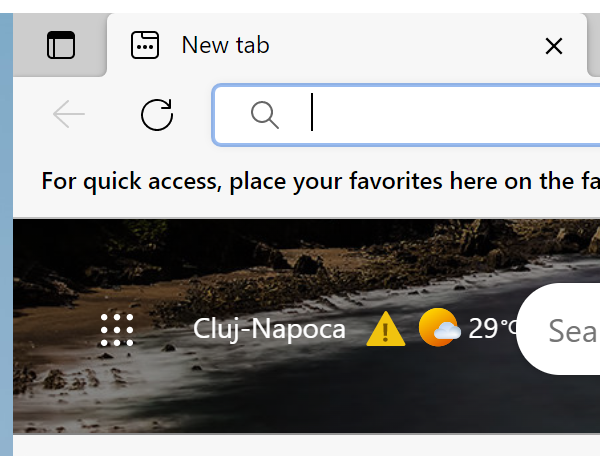 New tab
For quick access, place your favorites here on the fa
Cluj-Napoca 29°C Sea